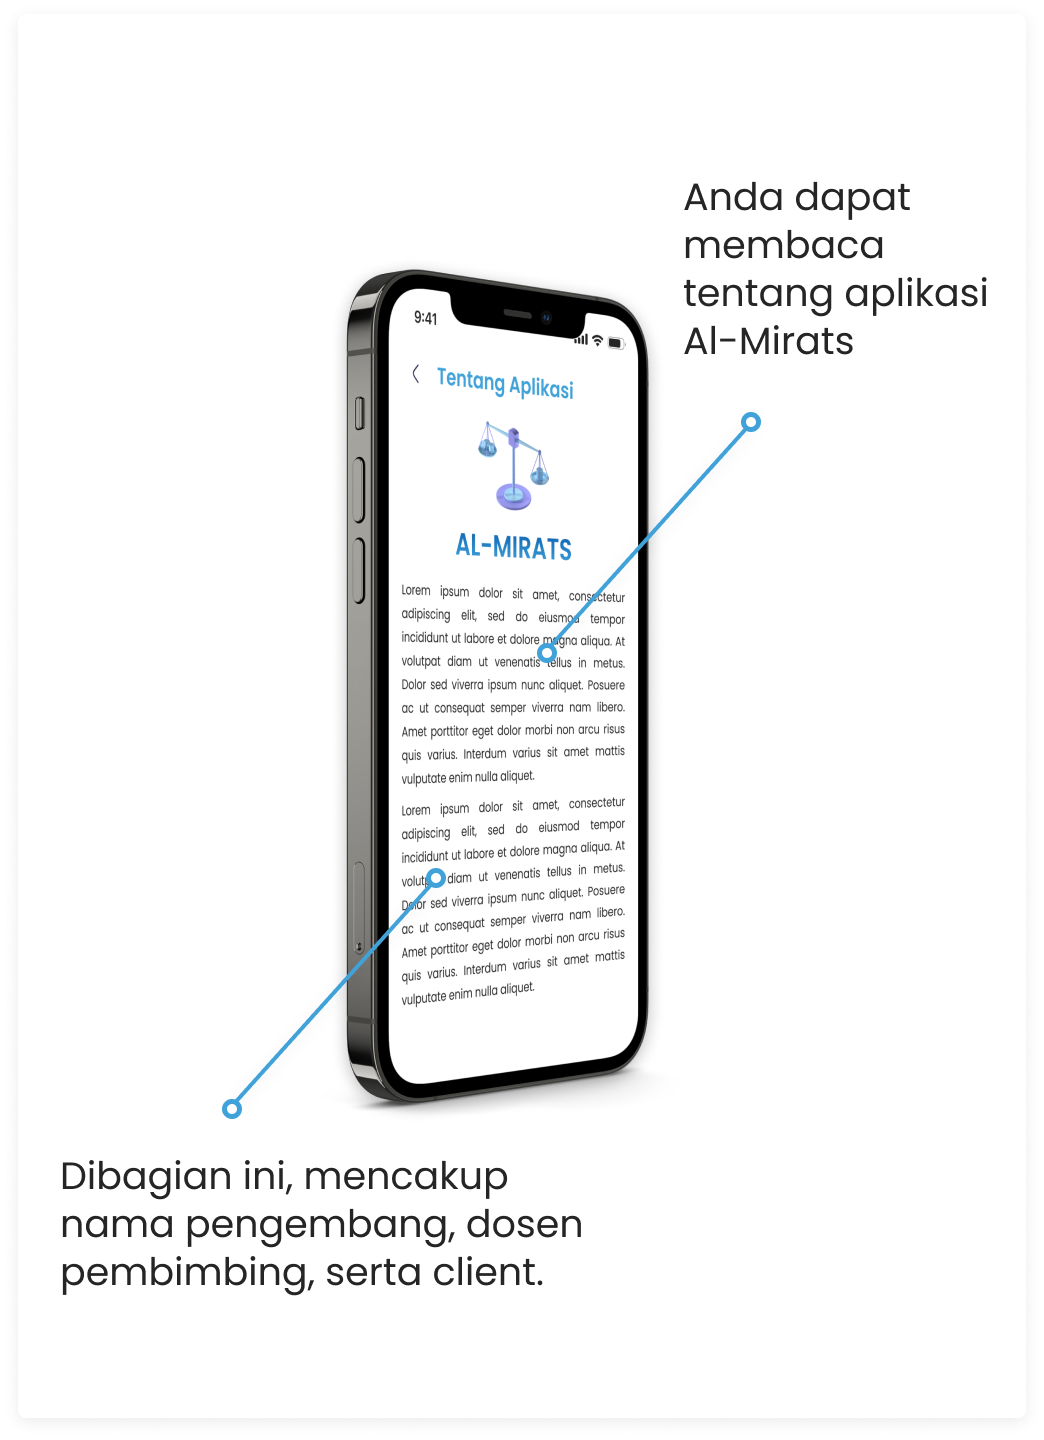 Anda dapat
membaca
tentang aplikasi
Al-Mirats
9:41
Tentang Aplikasi
AL-MIRATS
Lorem ipsum dolor sit amet, consectetur
adipiscing elit, sed do eiusmod tempor
incididunt ut labore et dolore magna aliqua. At
volutpat diam ut venenatis tellus in metus.
Dolor sed viverra ipsum nunc aliquet. Posuere
ac ut consequat semper viverra nam libero.
Amet porttitor eget dolor morbi non arcu risus
quis varius. Interdum varius sit amet mattis
vulputate enim nulla aliquet.
Lorem ipsum dolor sit amet, consectetur
adipiscing elit, sed do eiusmod tempor
incididunt ut labore et dolore magna aliqua. At
volutpat diam ut venenatis tellus in metus.
Dolor sed viverra ipsum nunc aliquet. Posuere
ac ut consequat semper viverra nam libero.
Amet porttitor eget dolor morbi non arcu risus
quis varius. Interdum varius sit amet mattis
vulputate enim nulla aliquet.
Dibagian ini, mencakup
nama pengembang, dosen
pembimbing, serta client.